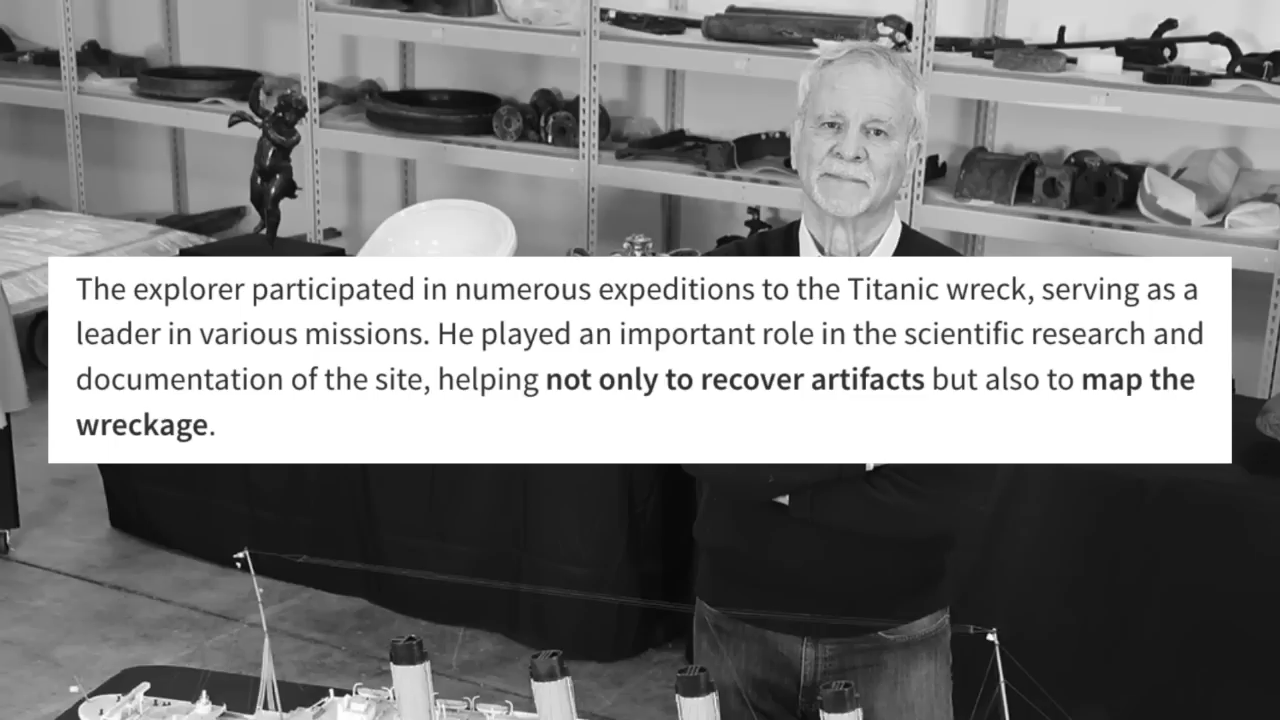 The explorer participated in numerous expeditions to the Titanic wreck, serving as a
leader in various missions. He played an important role in the scientific research and
documentation of the site, helping not only to recover artifacts but also to map the
wreckage.